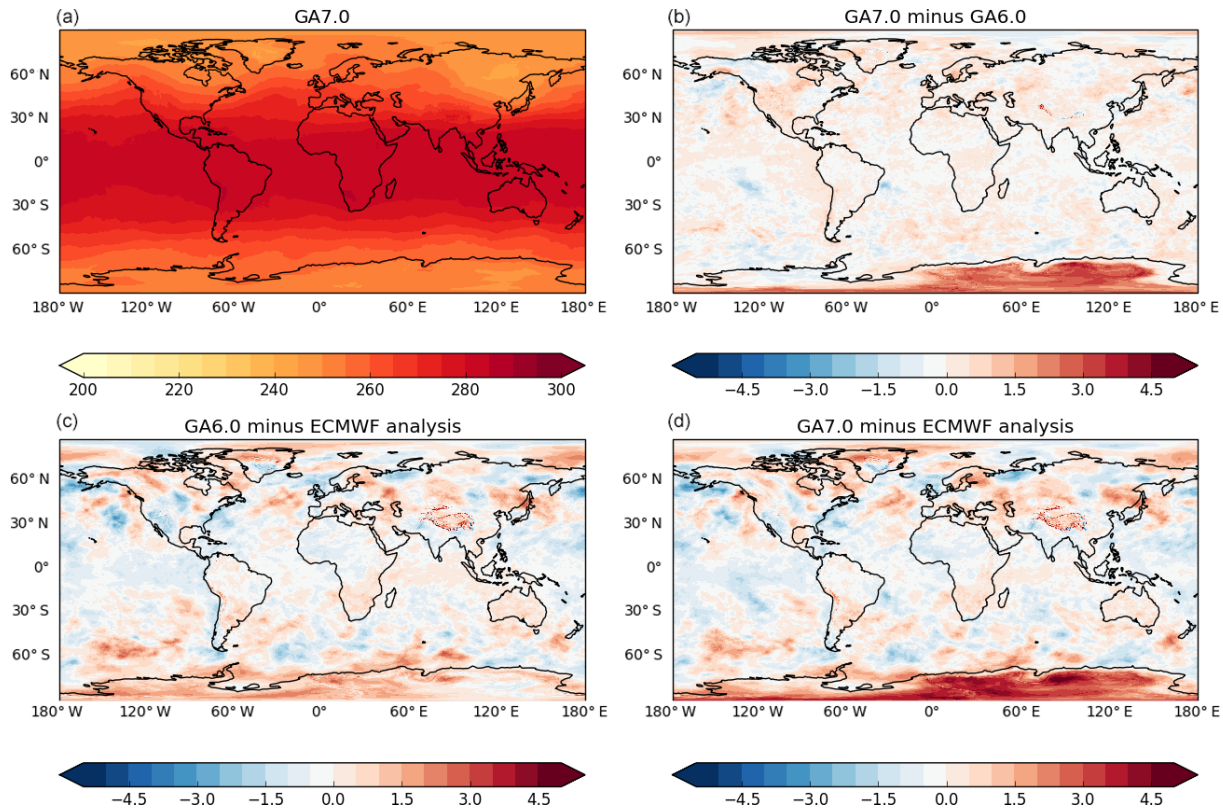 (a) GA7.0
(b) GA7.0 minus GA6.0
60° N
30° N
0°
30° S
60° S
180° W 120° W 60° W 0° 60° E 120° E 180° E
60° N
30° N
0°
30° S
60° S
180° W 120° W 60° W 0° 60° E 120° E 180° E
200 220 240 260 280 300
−4.5 −3.0 −1.5 0.0 1.5 3.0 4.5
(c) GA6.0 minus ECMWF analysis
(d) GA7.0 minus ECMWF analysis
60° N
30° N
0°
30° S
60° S
180° W 120° W 60° W 0° 60° E 120° E 180° E
60° N
30° N
0°
30° S
60° S
180° W 120° W 60° W 0° 60° E 120° E 180° E
−4.5 −3.0 −1.5 0.0 1.5 3.0 4.5
−4.5 −3.0 −1.5 0.0 1.5 3.0 4.5